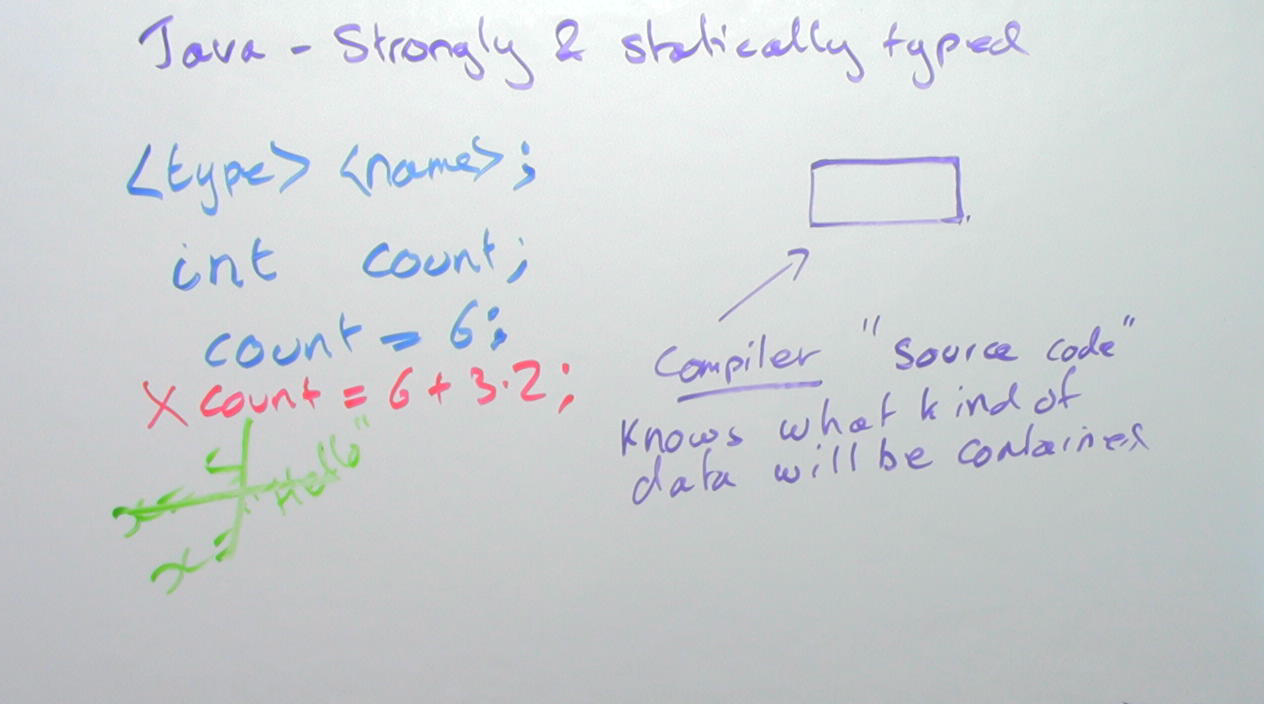 Java - Strongly & statically typed
<type> <name>;
int count;
count = 6;
X count = 6 + 3.2;
"Hello"
Compiler "source code"
knows what kind of
data will be contained